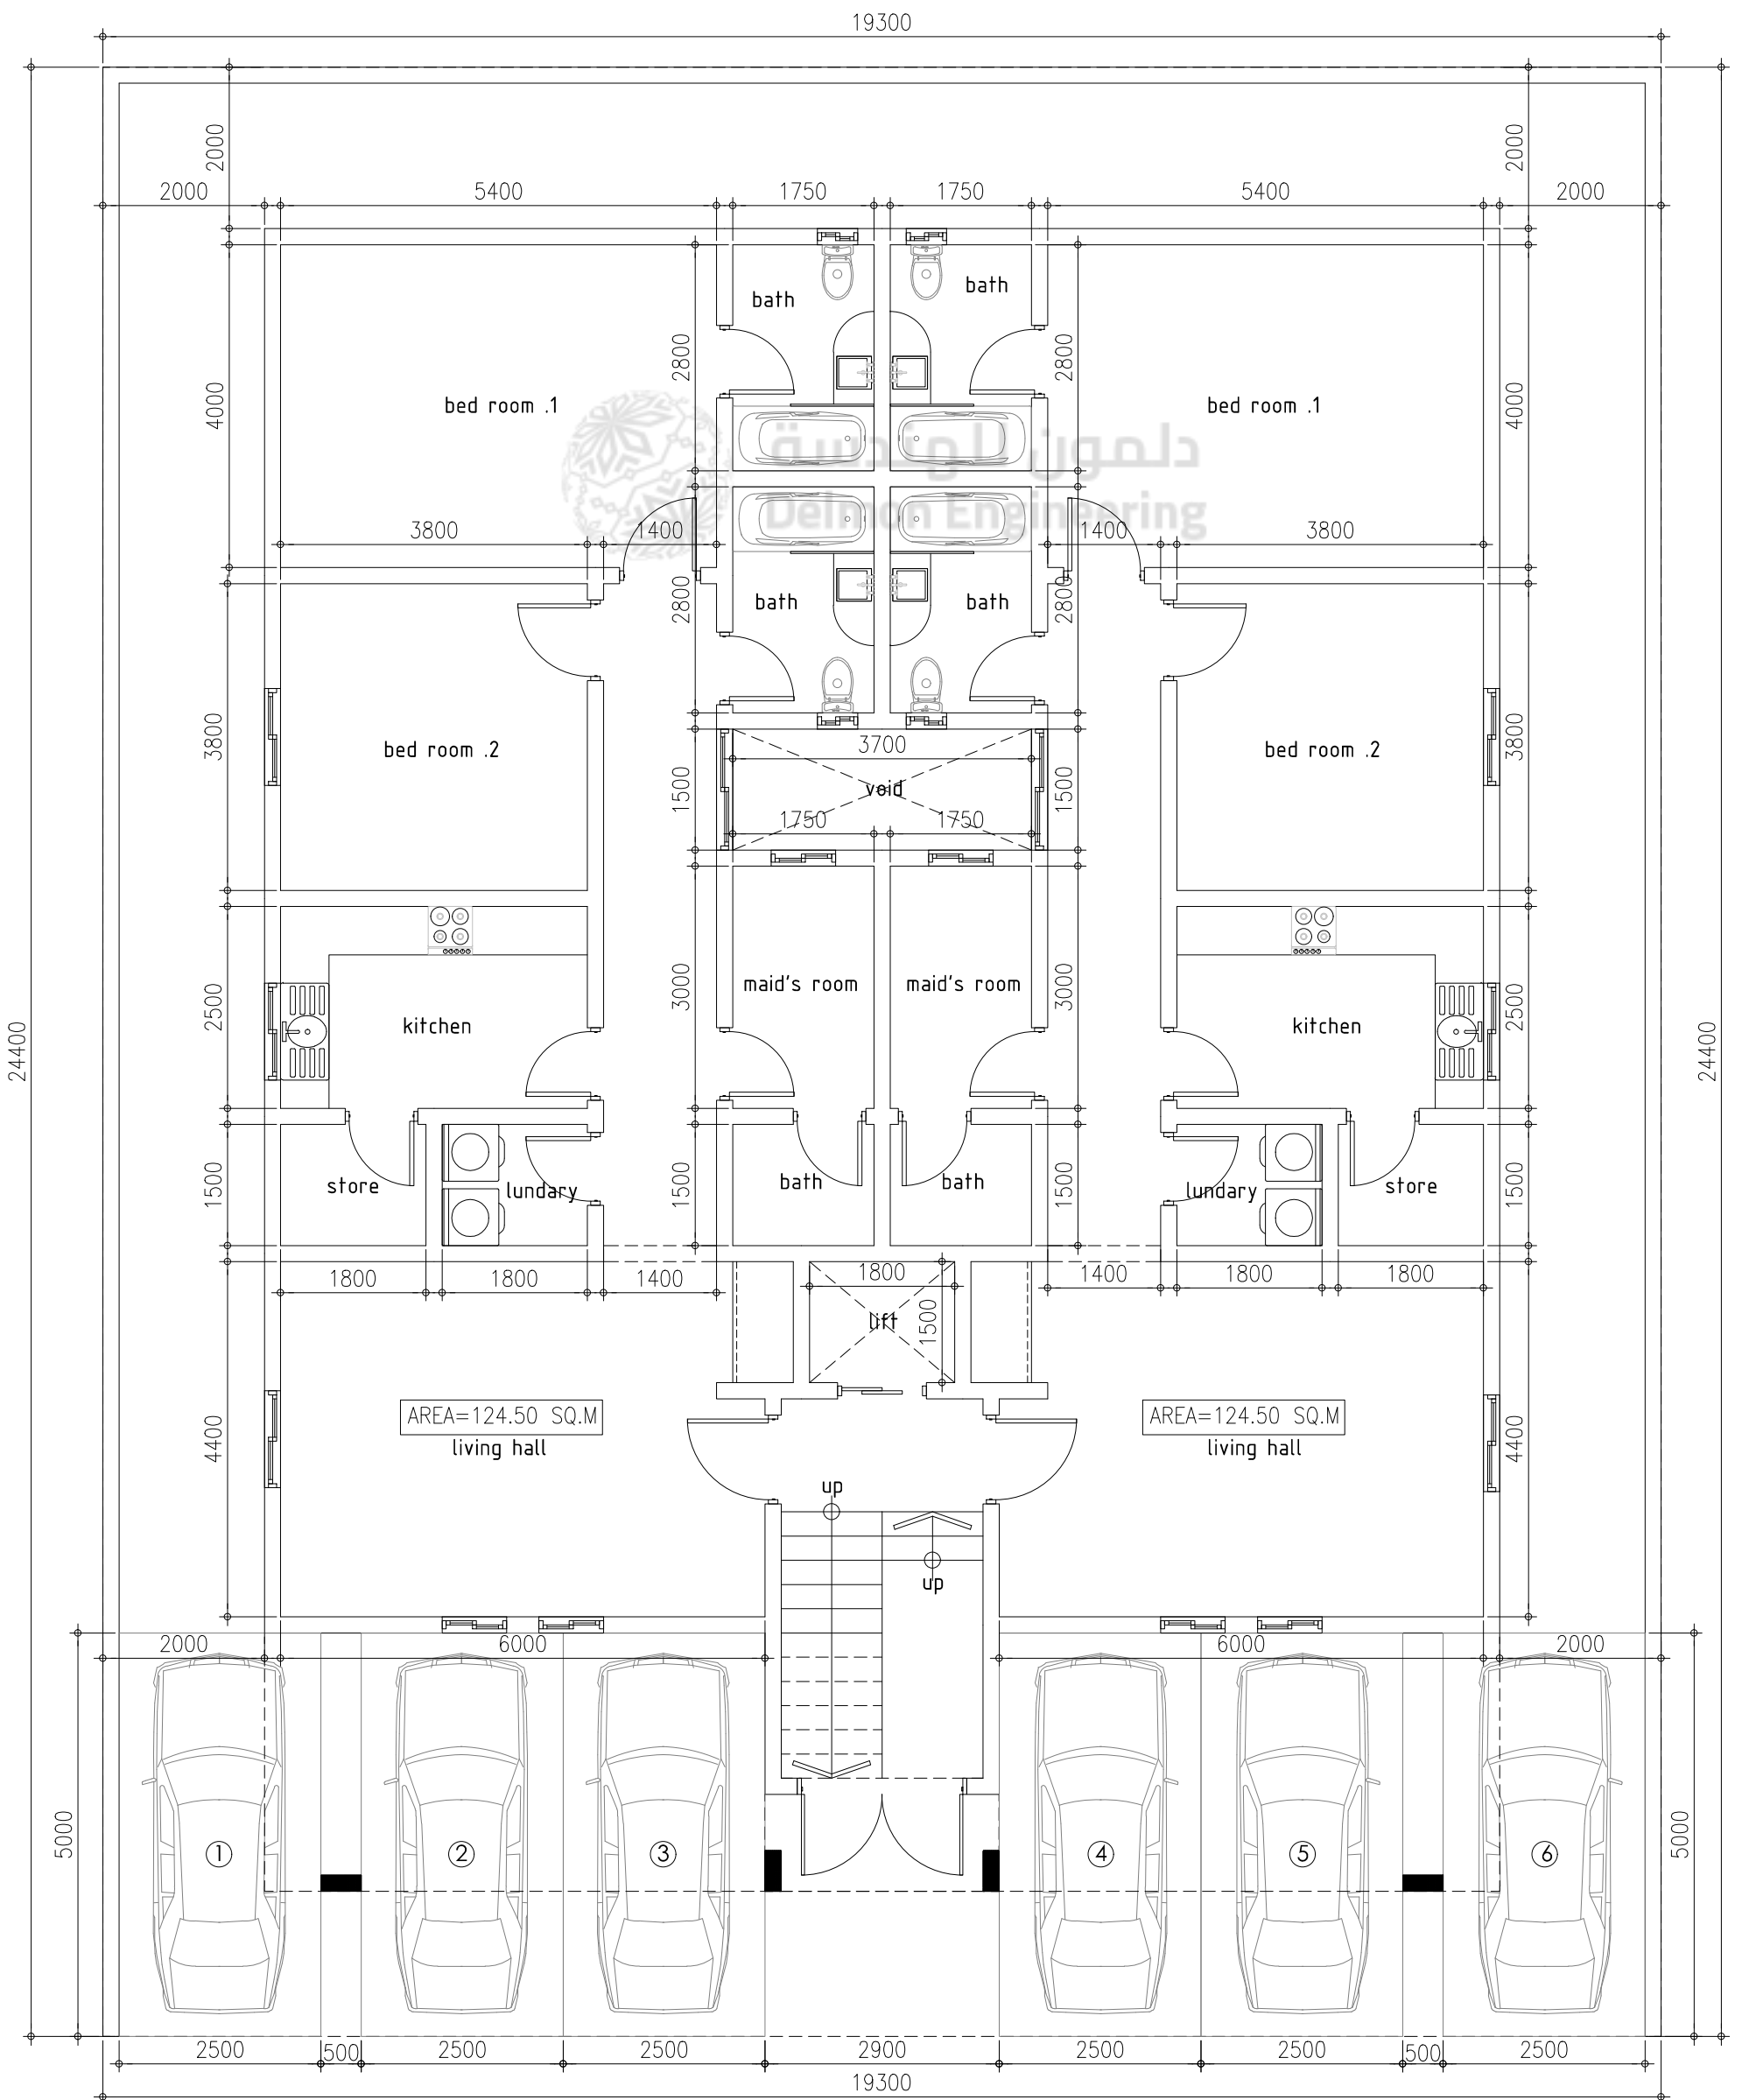 19300
2000 2000
2000 5400 1750 1750 5400 2000
bath bath
2800 2800
4000 4000
bed room .1 bed room .1
دلمون للهندسة
Delmon Engineering
3800 1400 1400 3800
2800 2800
bath bath
3800 3800
bed room .2 bed room .2
3700
1500 void 1500
1750 1750
maid's room maid's room
2500 3000 3000 2500
kitchen kitchen
24400 24400
store lundary bath bath lundary store
1500 1500 1500 1500
1800 1800 1400 1800 1400 1800 1800
lift 1500
AREA=124.50 SQ.M AREA=124.50 SQ.M
living hall living hall
4400 4400
up
up
2000 6000 6000 2000
5000 5000
1 2 3 4 5 6
2500 500 2500 2500 2900 2500 2500 500 2500
19300